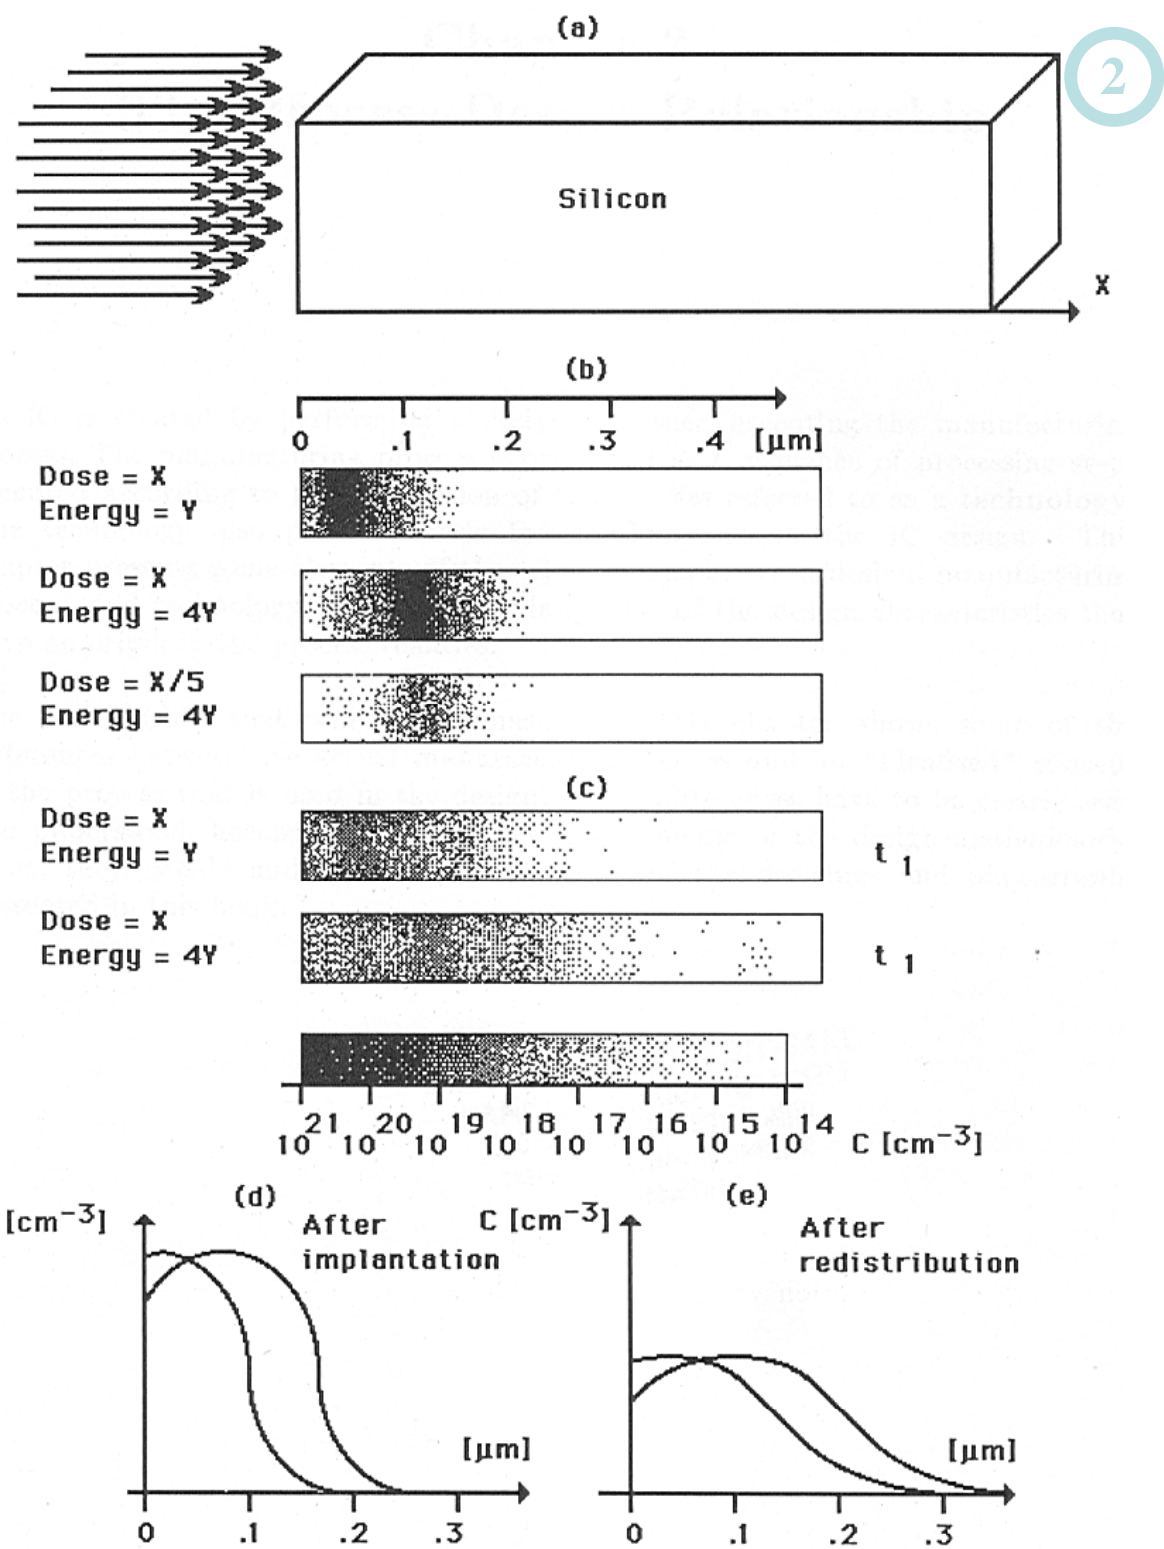 (a)
2
Silicon
X
(b)
0 .1 .2 .3 .4 [µm]
Dose = X
Energy = Y
Dose = X
Energy = 4Y
Dose = X/5
Energy = 4Y
(c)
Dose = X
Energy = Y
t 1
Dose = X
Energy = 4Y
t 1
10^21 10^20 10^19 10^18 10^17 10^16 10^15 10^14 C [cm^-3]
(d)
[cm^-3]
After
implantation
[µm]
0 .1 .2 .3
(e)
C [cm^-3]
After
redistribution
[µm]
0 .1 .2 .3